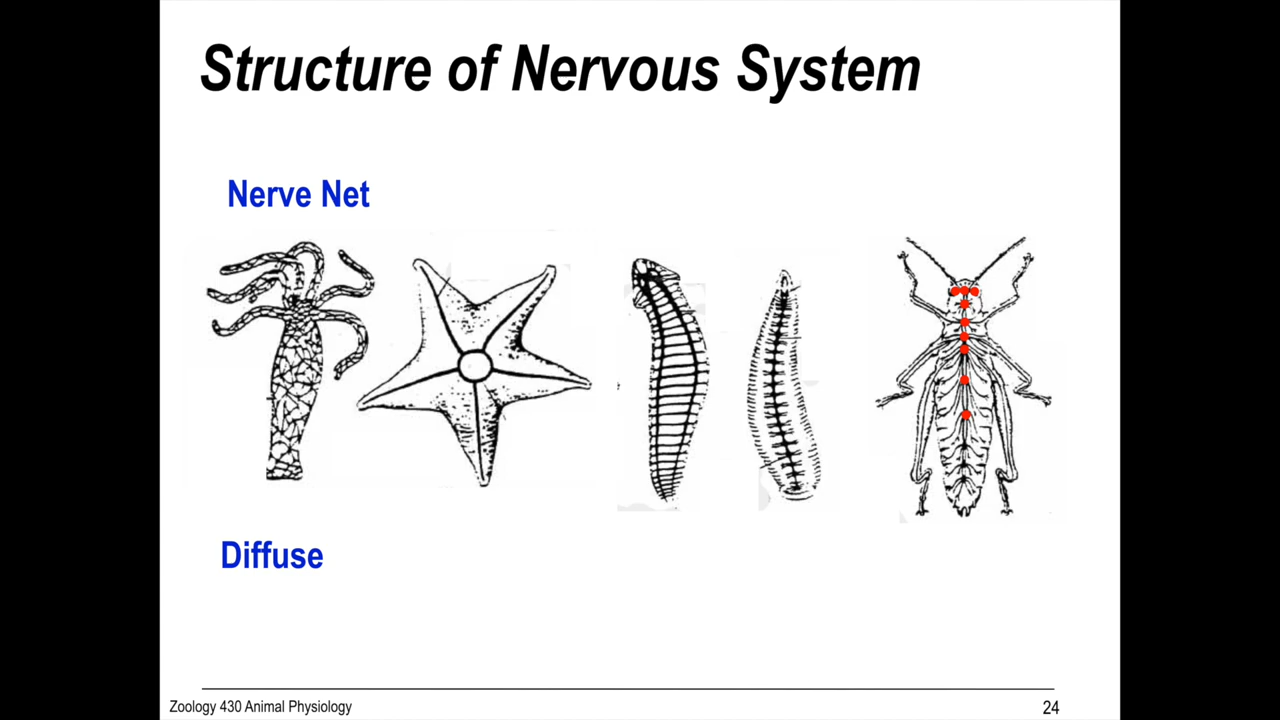 Structure of Nervous System
Nerve Net
Diffuse
Zoology 430 Animal Physiology
24